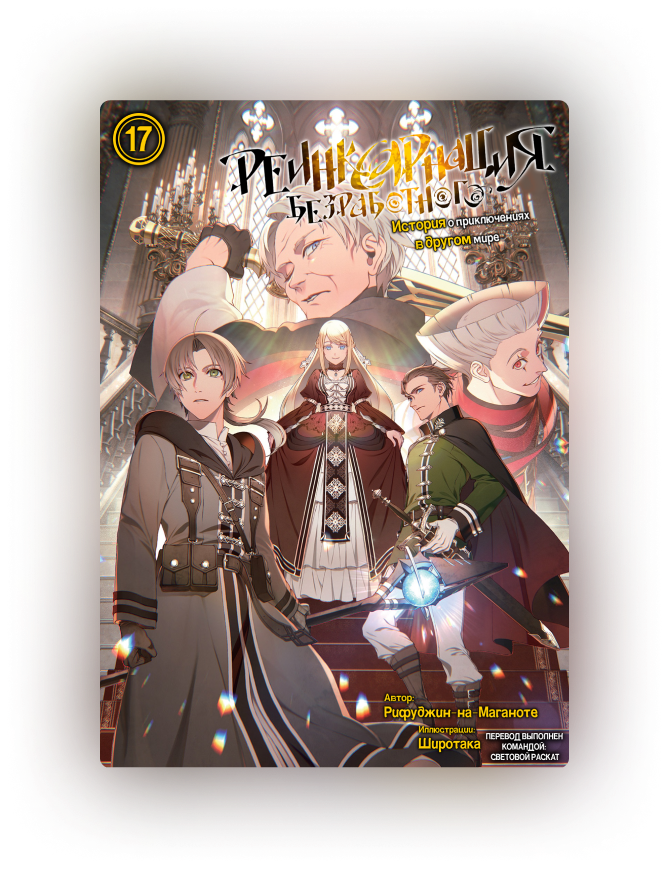 17
РЕИНКАРНАЦИЯ
БЕЗРАБОТНОГО
История о приключениях
в другом мире
Автор:
Рифуджин-на-Маганоте
Иллюстрации:
Широтака
ПЕРЕВОД ВЫПОЛНЕН
КОМАНДОЙ:
СВЕТОВОЙ РАСКАТ